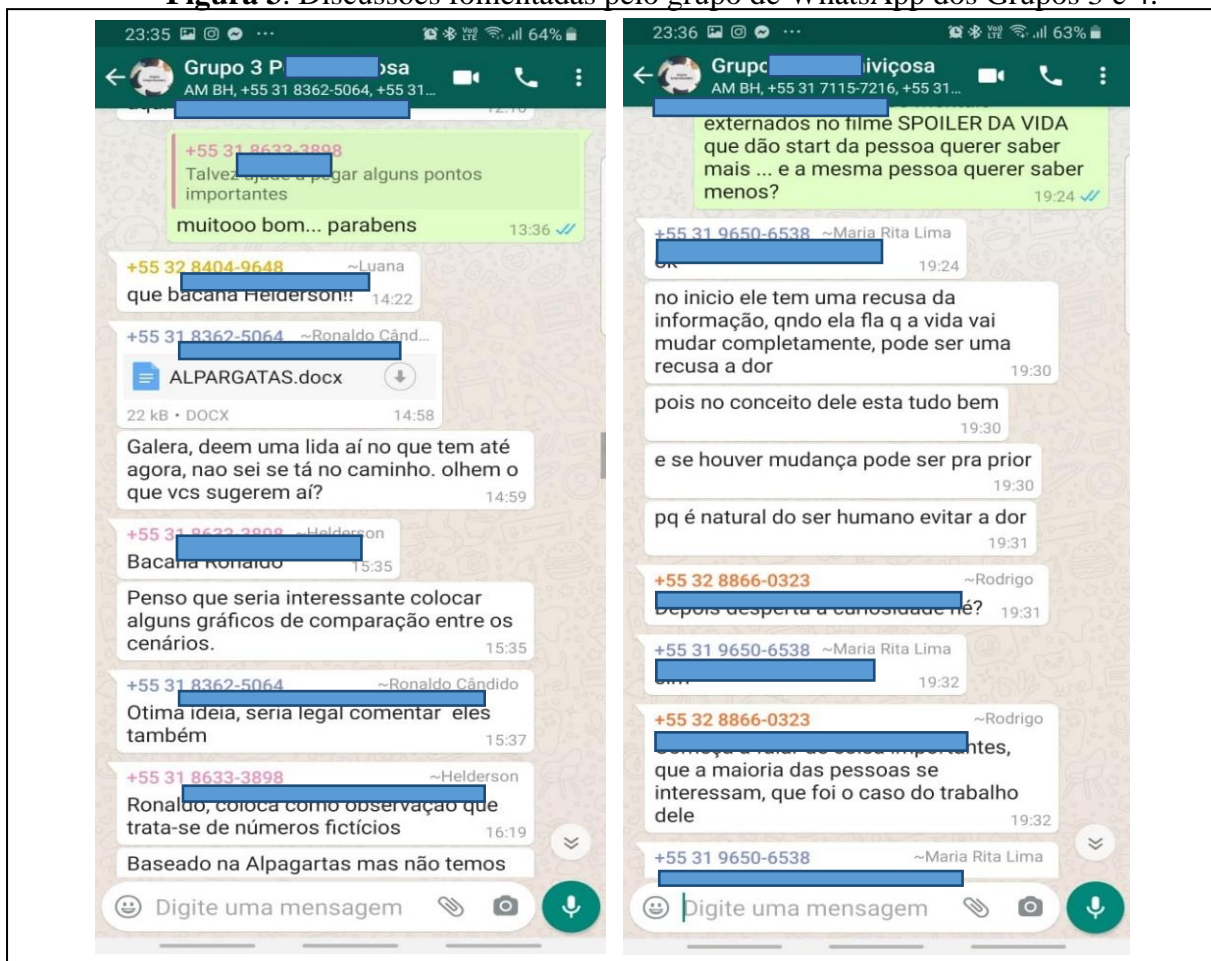 Discussões fomentadas pelo grupo de WhatsApp dos Grupos 3 e 4.
23:35 64%
Grupo 3 P osa
AM BH, +55 31 8362-5064, +55 31...
+55 31 8633-3898
Talvez ajude a pegar alguns pontos
importantes
muitooo bom... parabens 13:36
+55 32 8404-9648 ~Luana
que bacana Helderson!! 14:22
+55 31 8362-5064 ~Ronaldo Când...
ALPARGATAS.docx
22 kB • DOCX 14:58
Galera, deem uma lida aí no que tem até
agora, nao sei se tá no caminho. olhem o
que vcs sugerem aí? 14:59
+55 31 8633-3898 ~Helderson
Bacana Ronaldo 15:35
Penso que seria interessante colocar
alguns gráficos de comparação entre os
cenários. 15:35
+55 31 8362-5064 ~Ronaldo Cândido
Otima ideia, seria legal comentar eles
também 15:37
+55 31 8633-3898 ~Helderson
Ronaldo, coloca como observação que
trata-se de números fictícios 16:19
Baseado na Alpagartas mas não temos
Digite uma mensagem
23:36 63%
Grupo iviçosa
AM BH, +55 31 7115-7216, +55 31...
externados no filme SPOILER DA VIDA
que dão start da pessoa querer saber
mais ... e a mesma pessoa querer saber
menos? 19:24
+55 31 9650-6538 ~Maria Rita Lima
19:24
no inicio ele tem uma recusa da
informação, qndo ela fla q a vida vai
mudar completamente, pode ser uma
recusa a dor 19:30
pois no conceito dele esta tudo bem
19:30
e se houver mudança pode ser pra prior
19:30
pq é natural do ser humano evitar a dor
19:31
+55 32 8866-0323 ~Rodrigo
Depois desperta a curiosidade né? 19:31
+55 31 9650-6538 ~Maria Rita Lima
19:32
+55 32 8866-0323 ~Rodrigo
Começa a falar de coisa importantes,
que a maioria das pessoas se
interessam, que foi o caso do trabalho
dele 19:32
+55 31 9650-6538 ~Maria Rita Lima
Digite uma mensagem